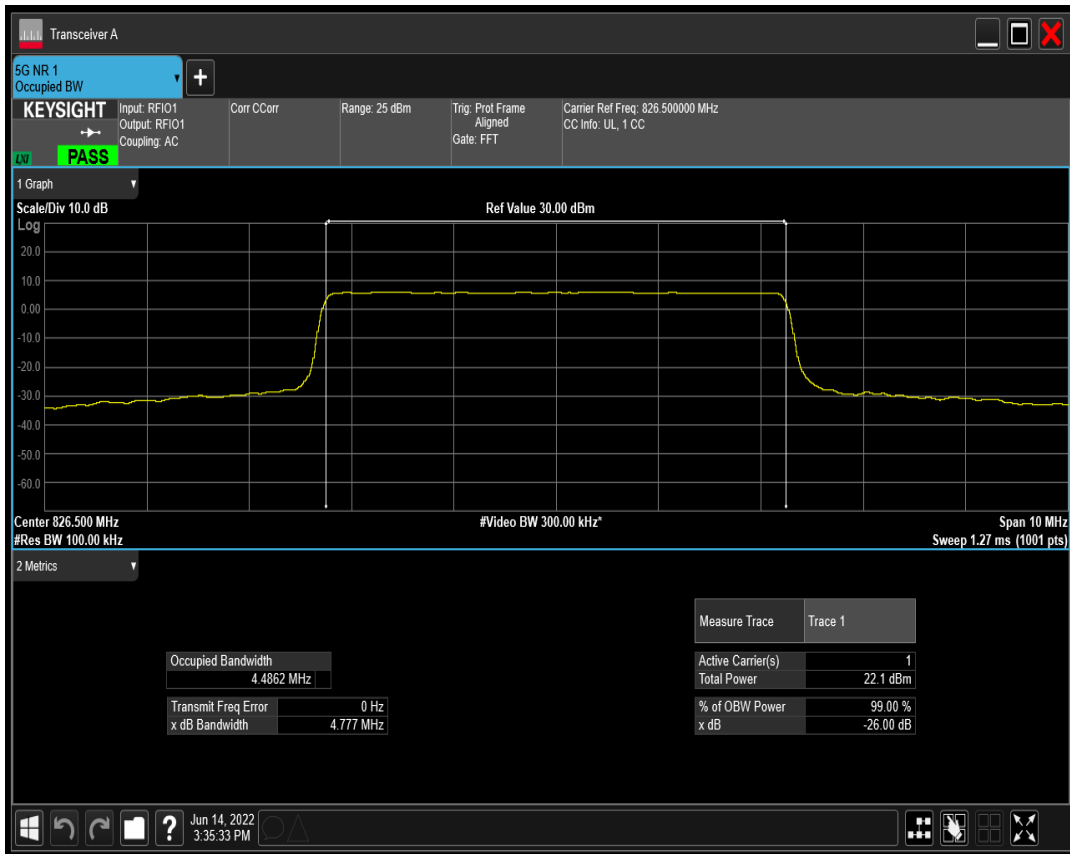 Transceiver A
5G NR 1
Occupied BW
+
KEYSIGHT
LXI
PASS
Input: RFIO1
Output: RFIO1
Coupling: AC
Corr CCorr
Range: 25 dBm
Trig: Prot Frame
Aligned
Gate: FFT
Carrier Ref Freq: 826.500000 MHz
CC Info: UL, 1 CC
1 Graph
Scale/Div 10.0 dB
Ref Value 30.00 dBm
Log
20.0
10.0
0.00
-10.0
-20.0
-30.0
-40.0
-50.0
-60.0
Center 826.500 MHz
#Video BW 300.00 kHz*
Span 10 MHz
#Res BW 100.00 kHz
Sweep 1.27 ms (1001 pts)
2 Metrics
Measure Trace Trace 1
Occupied Bandwidth
4.4862 MHz
Active Carrier(s) 1
Total Power 22.1 dBm
Transmit Freq Error 0 Hz
x dB Bandwidth 4.777 MHz
% of OBW Power 99.00 %
x dB -26.00 dB
?
Jun 14, 2022
3:35:33 PM